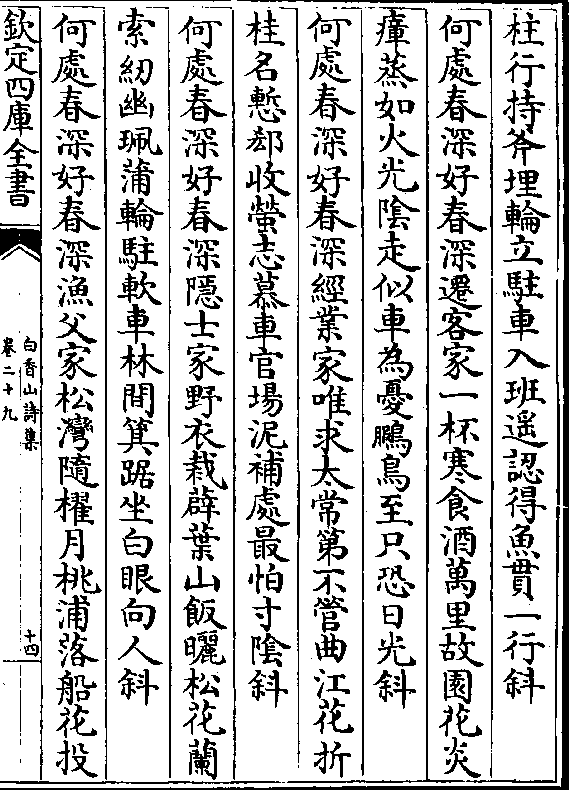 柱行持斧埋輪立駐車入班遥認得魚貫一行斜
何處春深好春深遷客家一杯寒食酒萬里故園花炎
瘴蒸如火光陰走似車為憂鵩鳥至只恐日光斜
何處春深好春深經業家唯求太常第不管曲江花折
桂名慙郄收螢志慕車官場泥補處最怕寸陰斜
何處春深好春深隱士家野衣裁薜葉山飯曬松花蘭
索紉幽珮蒲輪駐軟車林間箕踞坐白眼向人斜
何處春深好春深漁父家松灣隨櫂月桃浦落船花投
欽定四庫全書
白香山詩集
卷二十九
十四